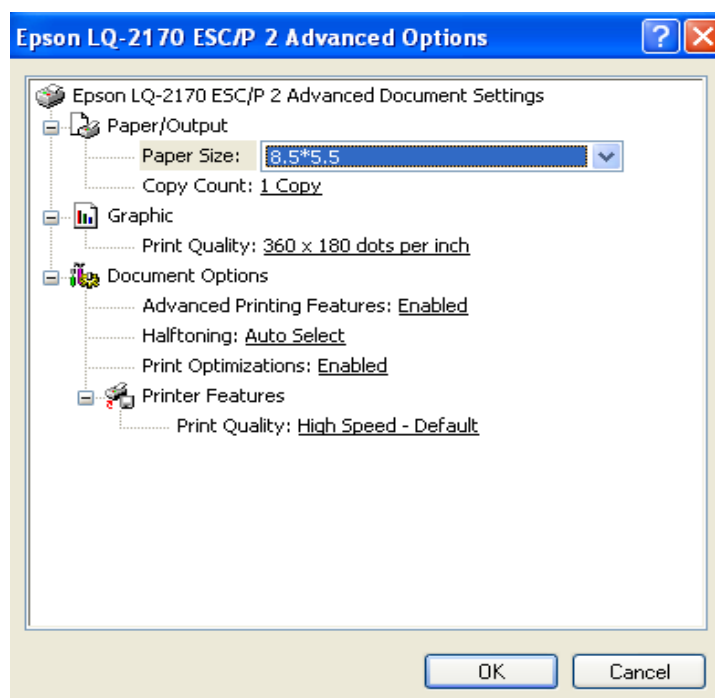 Epson LQ-2170 ESC/P 2 Advanced Options
Epson LQ-2170 ESC/P 2 Advanced Document Settings
Paper/Output
Paper Size: 8.5*5.5
Copy Count: 1 Copy
Graphic
Print Quality: 360 x 180 dots per inch
Document Options
Advanced Printing Features: Enabled
Halftoning: Auto Select
Print Optimizations: Enabled
Printer Features
Print Quality: High Speed - Default
OK Cancel